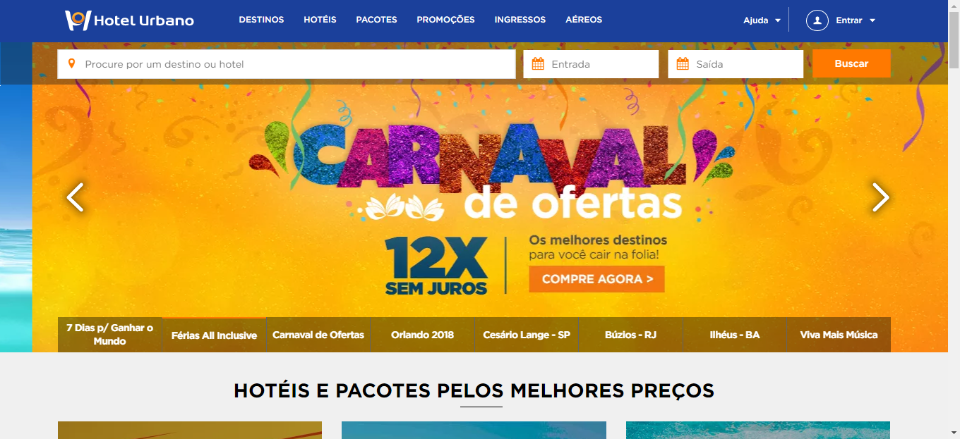 Hotel Urbano
DESTINOS HOTÉIS PACOTES PROMOÇÕES INGRESSOS AÉREOS
Ajuda Entrar
Procure por um destino ou hotel
Entrada
Saída
Buscar
CARNAVAL
de ofertas
12X
SEM JUROS
Os melhores destinos
para você cair na folia!
COMPRE AGORA >
7 Dias p/ Ganhar o
Mundo
Férias All Inclusive
Carnaval de Ofertas
Orlando 2018
Cesário Lange - SP
Búzios - RJ
Ilhéus - BA
Viva Mais Música
HOTÉIS E PACOTES PELOS MELHORES PREÇOS